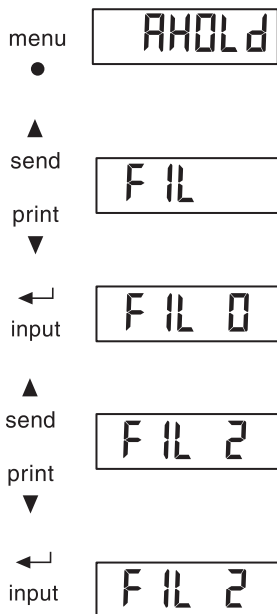 menu
AHOLd
send
FIL
print
input
FIL 0
send
FIL 2
print
input
FIL 2